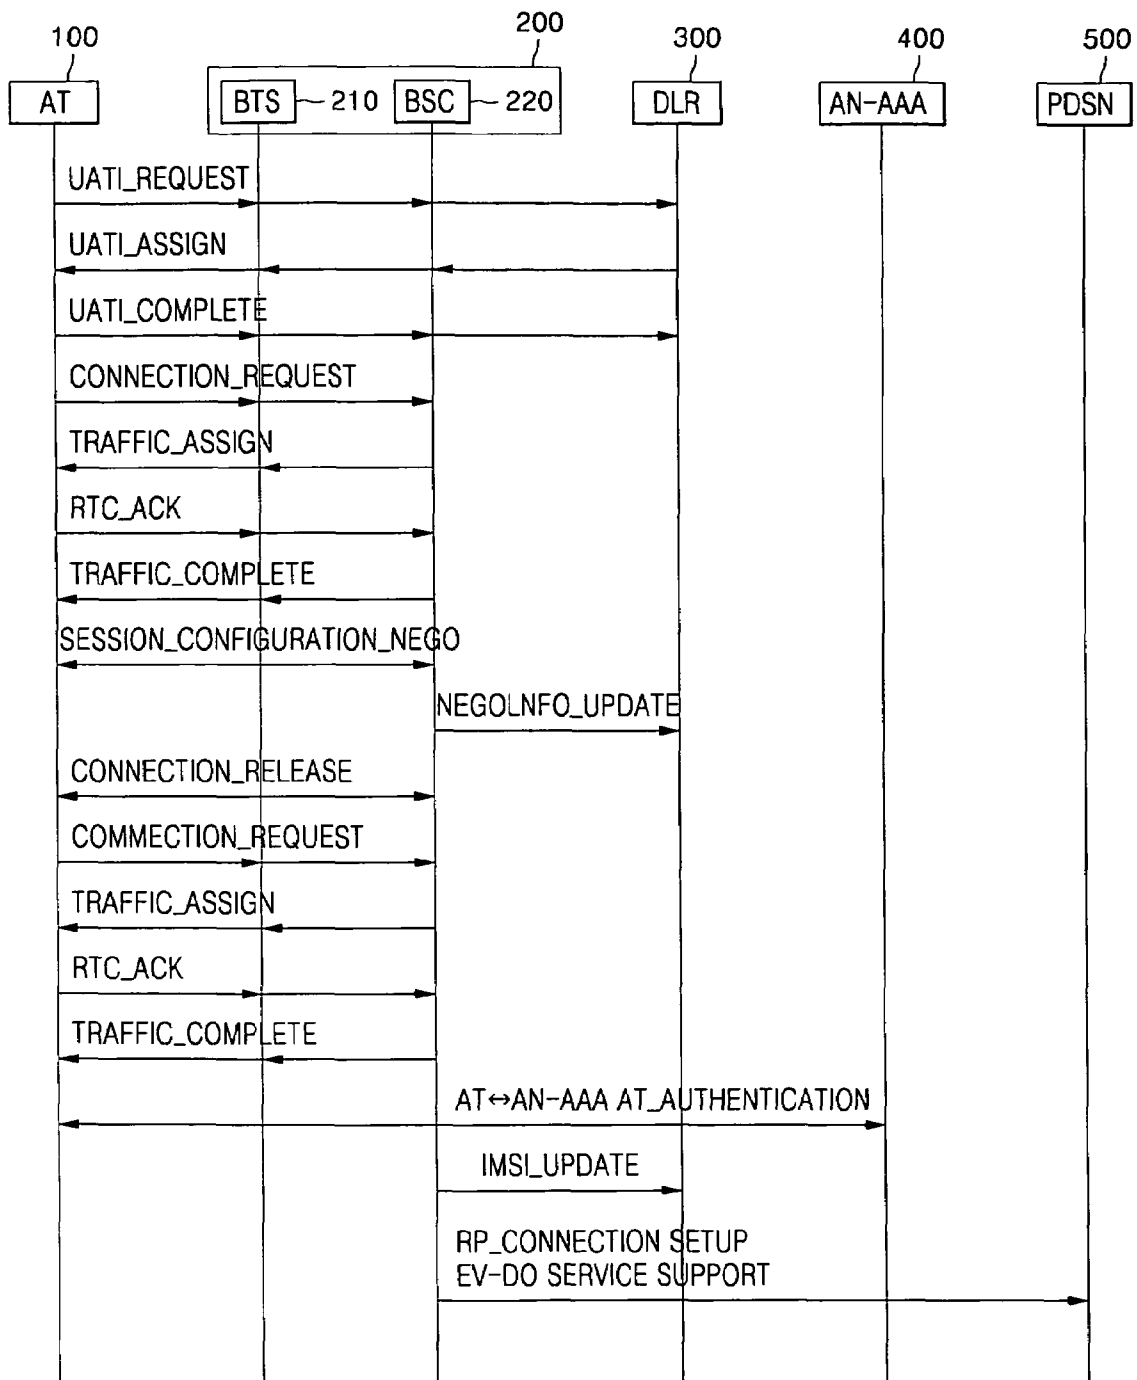 100 200 300 400 500
AT BTS 210 BSC 220 DLR AN-AAA PDSN
UATI_REQUEST
UATI_ASSIGN
UATI_COMPLETE
CONNECTION_REQUEST
TRAFFIC_ASSIGN
RTC_ACK
TRAFFIC_COMPLETE
SESSION_CONFIGURATION_NEGO
NEGOLNFO_UPDATE
CONNECTION_RELEASE
COMMECTION_REQUEST
TRAFFIC_ASSIGN
RTC_ACK
TRAFFIC_COMPLETE
AT↔AN-AAA AT_AUTHENTICATION
IMSI_UPDATE
RP_CONNECTION SETUP
EV-DO SERVICE SUPPORT